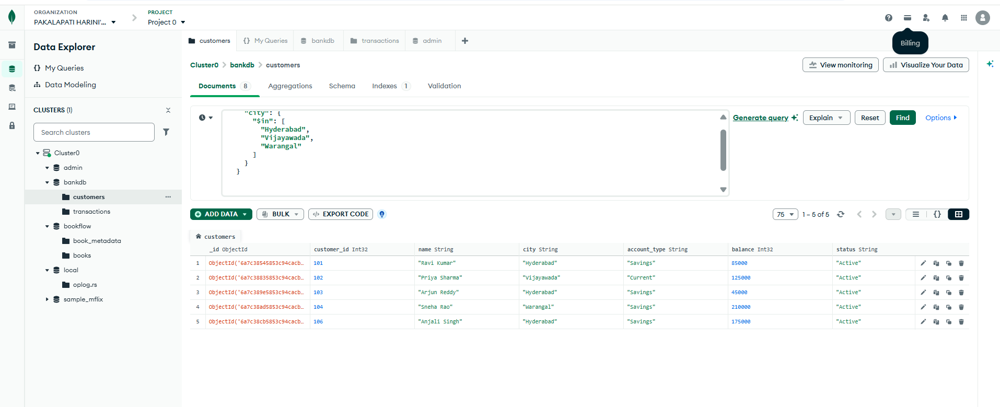 ORGANIZATION
PAKALAPATI HARINI'...
PROJECT
Project 0
Billing
Data Explorer
My Queries
Data Modeling
CLUSTERS (1)
Search clusters
Cluster0
admin
bankdb
customers
transactions
bookflow
book_metadata
books
local
oplog.rs
sample_mflix
customers
{} My Queries
bankdb
transactions
admin
Cluster0 > bankdb > customers
View monitoring
Visualize Your Data
Documents 8
Aggregations
Schema
Indexes 1
Validation
"city": {
"$in": [
"Hyderabad",
"Vijayawada",
"Warangal"
]
}
}
Generate query
Explain
Reset
Find
Options
ADD DATA
BULK
EXPORT CODE
75
1 – 5 of 5
customers
_id ObjectId customer_id Int32 name String city String account_type String balance Int32 status String
1 ObjectId('6a7c38545853c94cacb… 101 "Ravi Kumar" "Hyderabad" "Savings" 85000 "Active"
2 ObjectId('6a7c38835853c94cacb… 102 "Priya Sharma" "Vijayawada" "Current" 125000 "Active"
3 ObjectId('6a7c389e5853c94cacb… 103 "Arjun Reddy" "Hyderabad" "Savings" 45000 "Active"
4 ObjectId('6a7c38ad5853c94cacb… 104 "Sneha Rao" "Warangal" "Savings" 210000 "Active"
5 ObjectId('6a7c38cb5853c94cacb… 106 "Anjali Singh" "Hyderabad" "Savings" 175000 "Active"